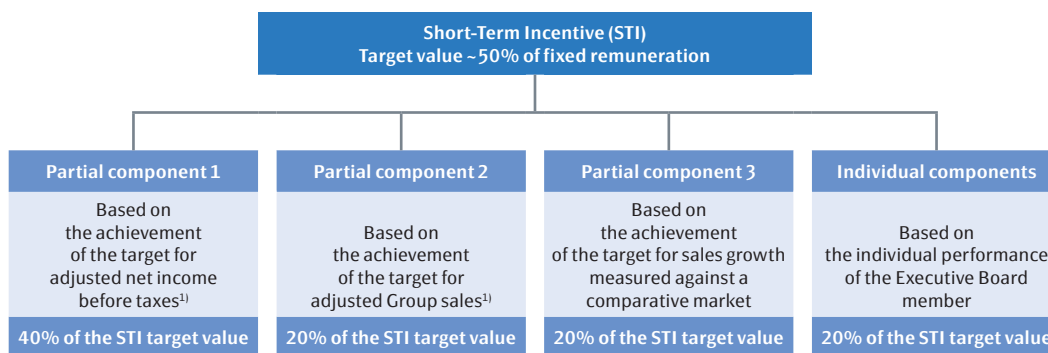 Short-Term Incentive (STI)
Target value ~50% of fixed remuneration
Partial component 1
Based on
the achievement
of the target for
adjusted net income
before taxes¹⁾
40% of the STI target value
Partial component 2
Based on
the achievement
of the target for
adjusted Group sales¹⁾
20% of the STI target value
Partial component 3
Based on
the achievement
of the target for sales growth
measured against a
comparative market
20% of the STI target value
Individual components
Based on
the individual performance
of the Executive Board
member
20% of the STI target value